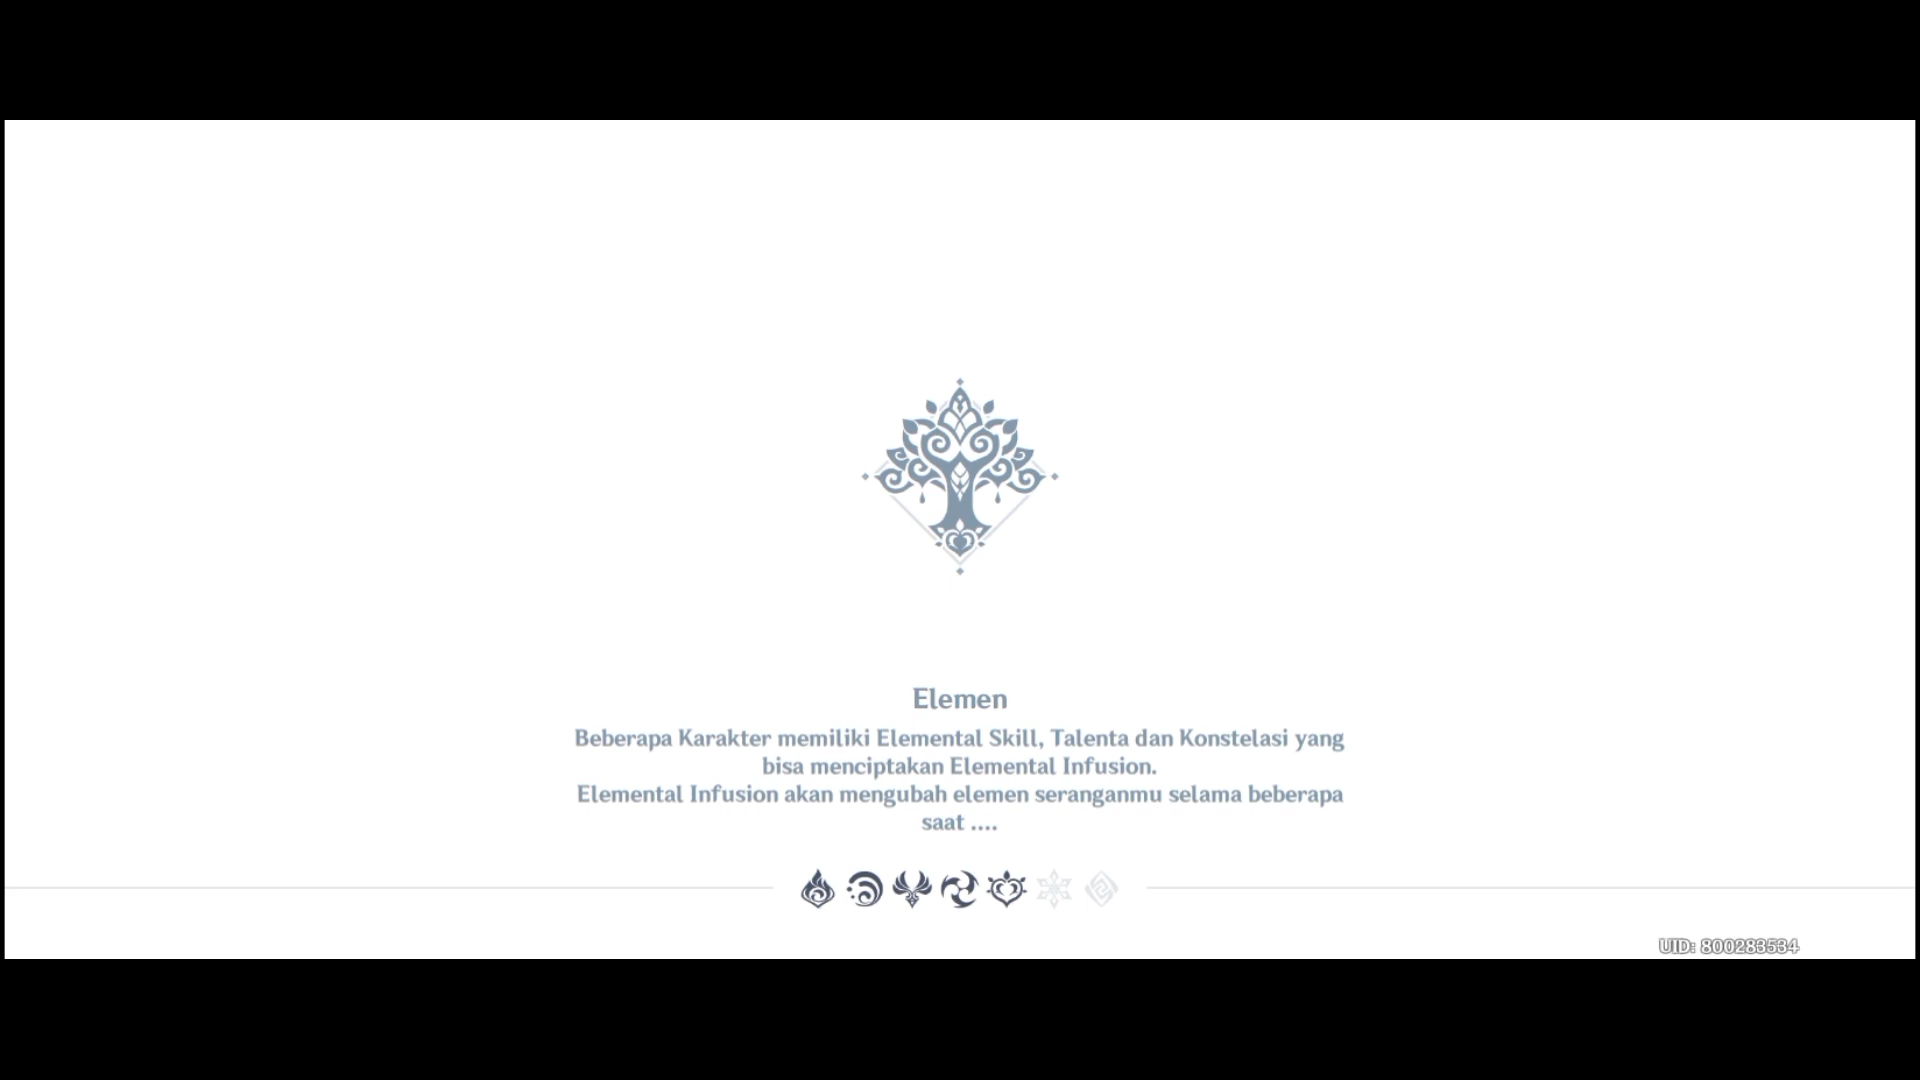 Elemen
Beberapa Karakter memiliki Elemental Skill, Talenta dan Konstelasi yang
bisa menciptakan Elemental Infusion.
Elemental Infusion akan mengubah elemen seranganmu selama beberapa
saat ....
UID: 800283534